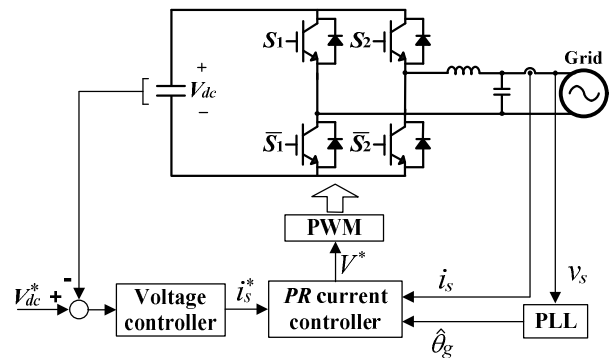 S1
S2
Grid
+
Vdc
−
S̅1
S̅2
PWM
V*
is
vs
-
Vdc*
+
Voltage
controller
is*
PR current
controller
θ̂g
PLL